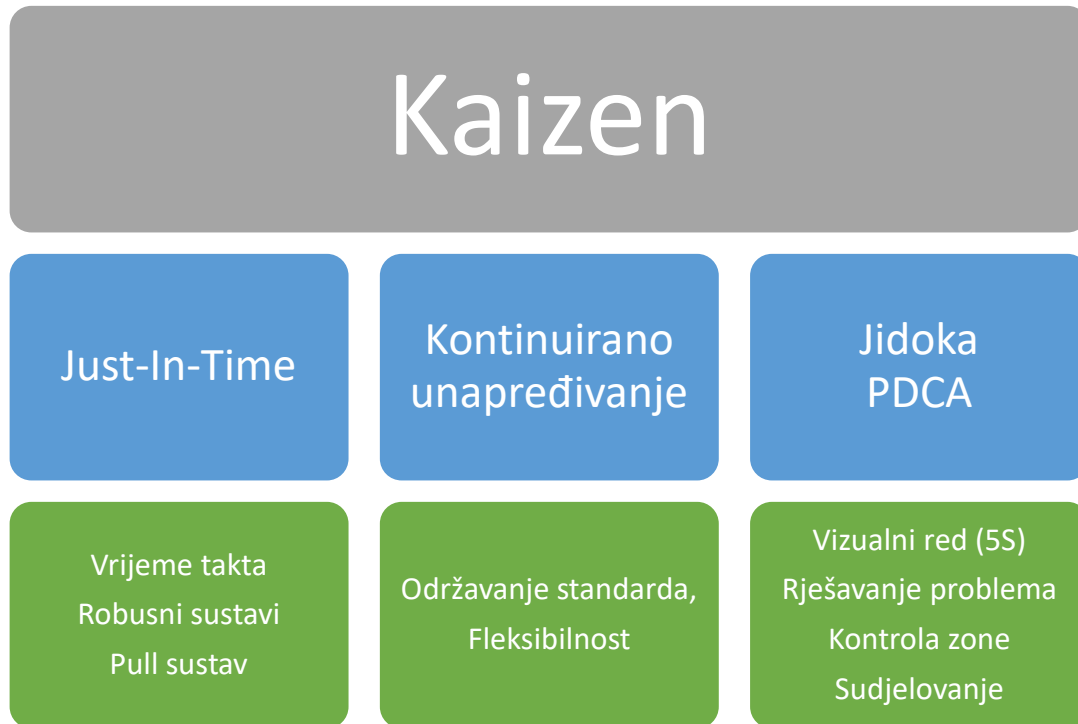 Kaizen
Just-In-Time
Kontinuirano
unapređivanje
Jidoka
PDCA
Vrijeme takta
Robusni sustavi
Pull sustav
Održavanje standarda,
Fleksibilnost
Vizualni red (5S)
Rješavanje problema
Kontrola zone
Sudjelovanje